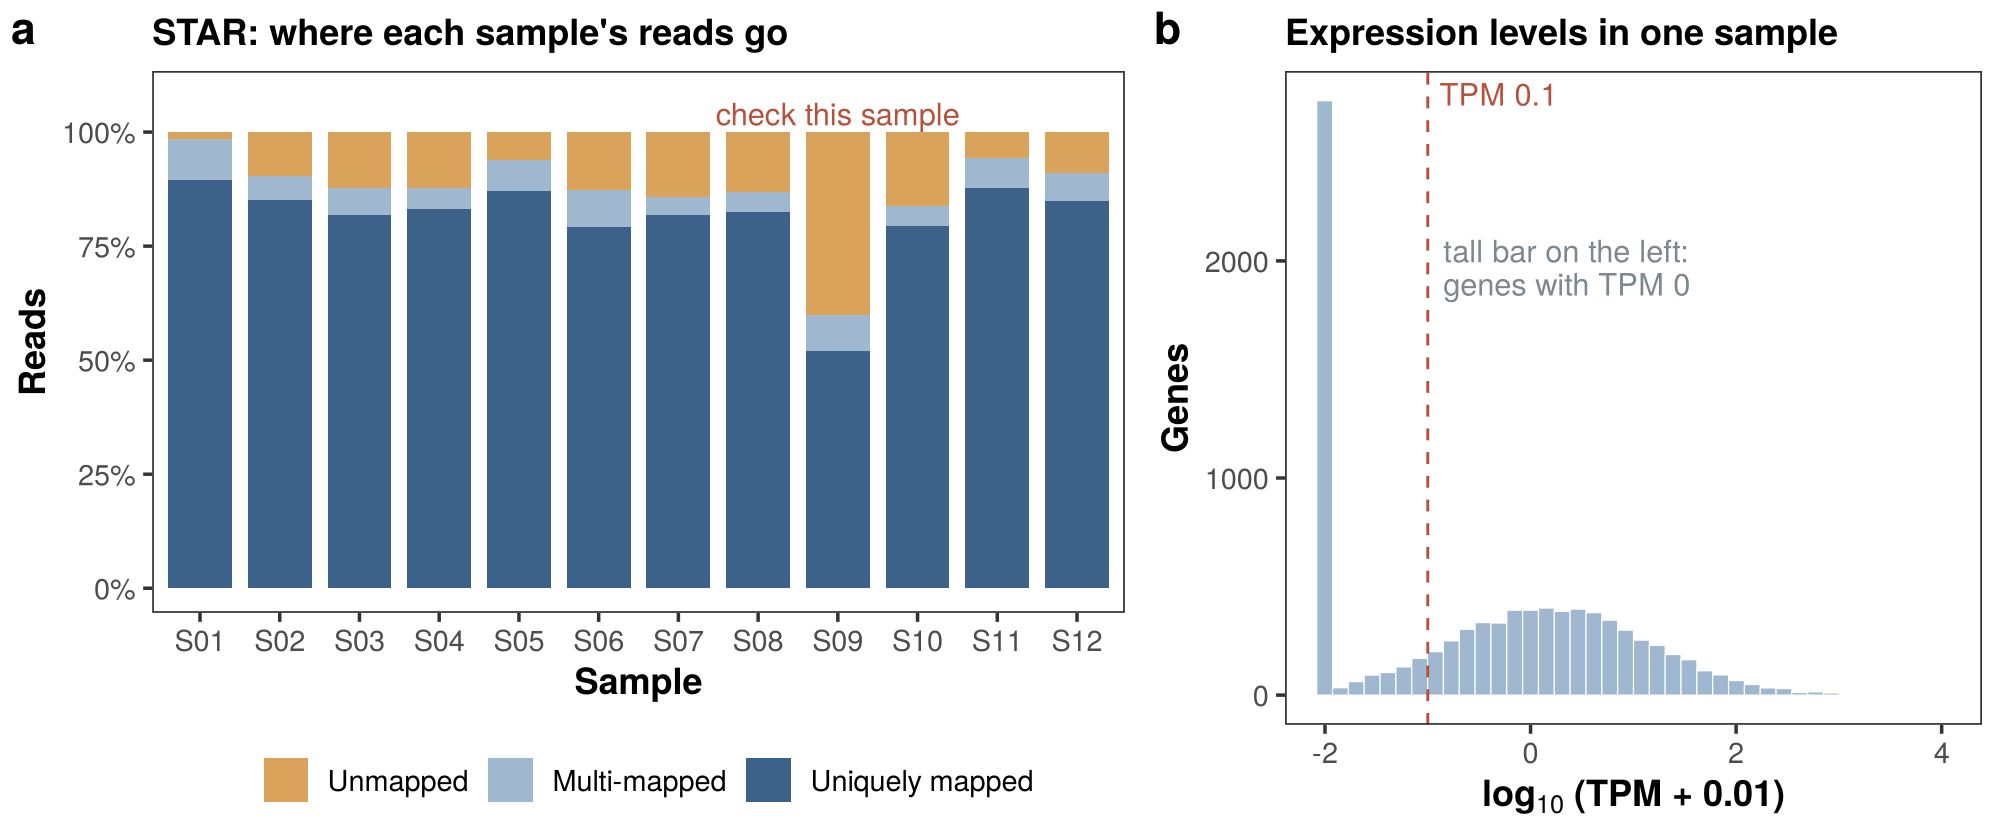 a
STAR: where each sample's reads go
check this sample
100%
75%
50%
25%
0%
Reads
S01 S02 S03 S04 S05 S06 S07 S08 S09 S10 S11 S12
Sample
Unmapped Multi-mapped Uniquely mapped
b
Expression levels in one sample
TPM 0.1
tall bar on the left:
genes with TPM 0
2000
1000
0
Genes
-2 0 2 4
log₁₀ (TPM + 0.01)